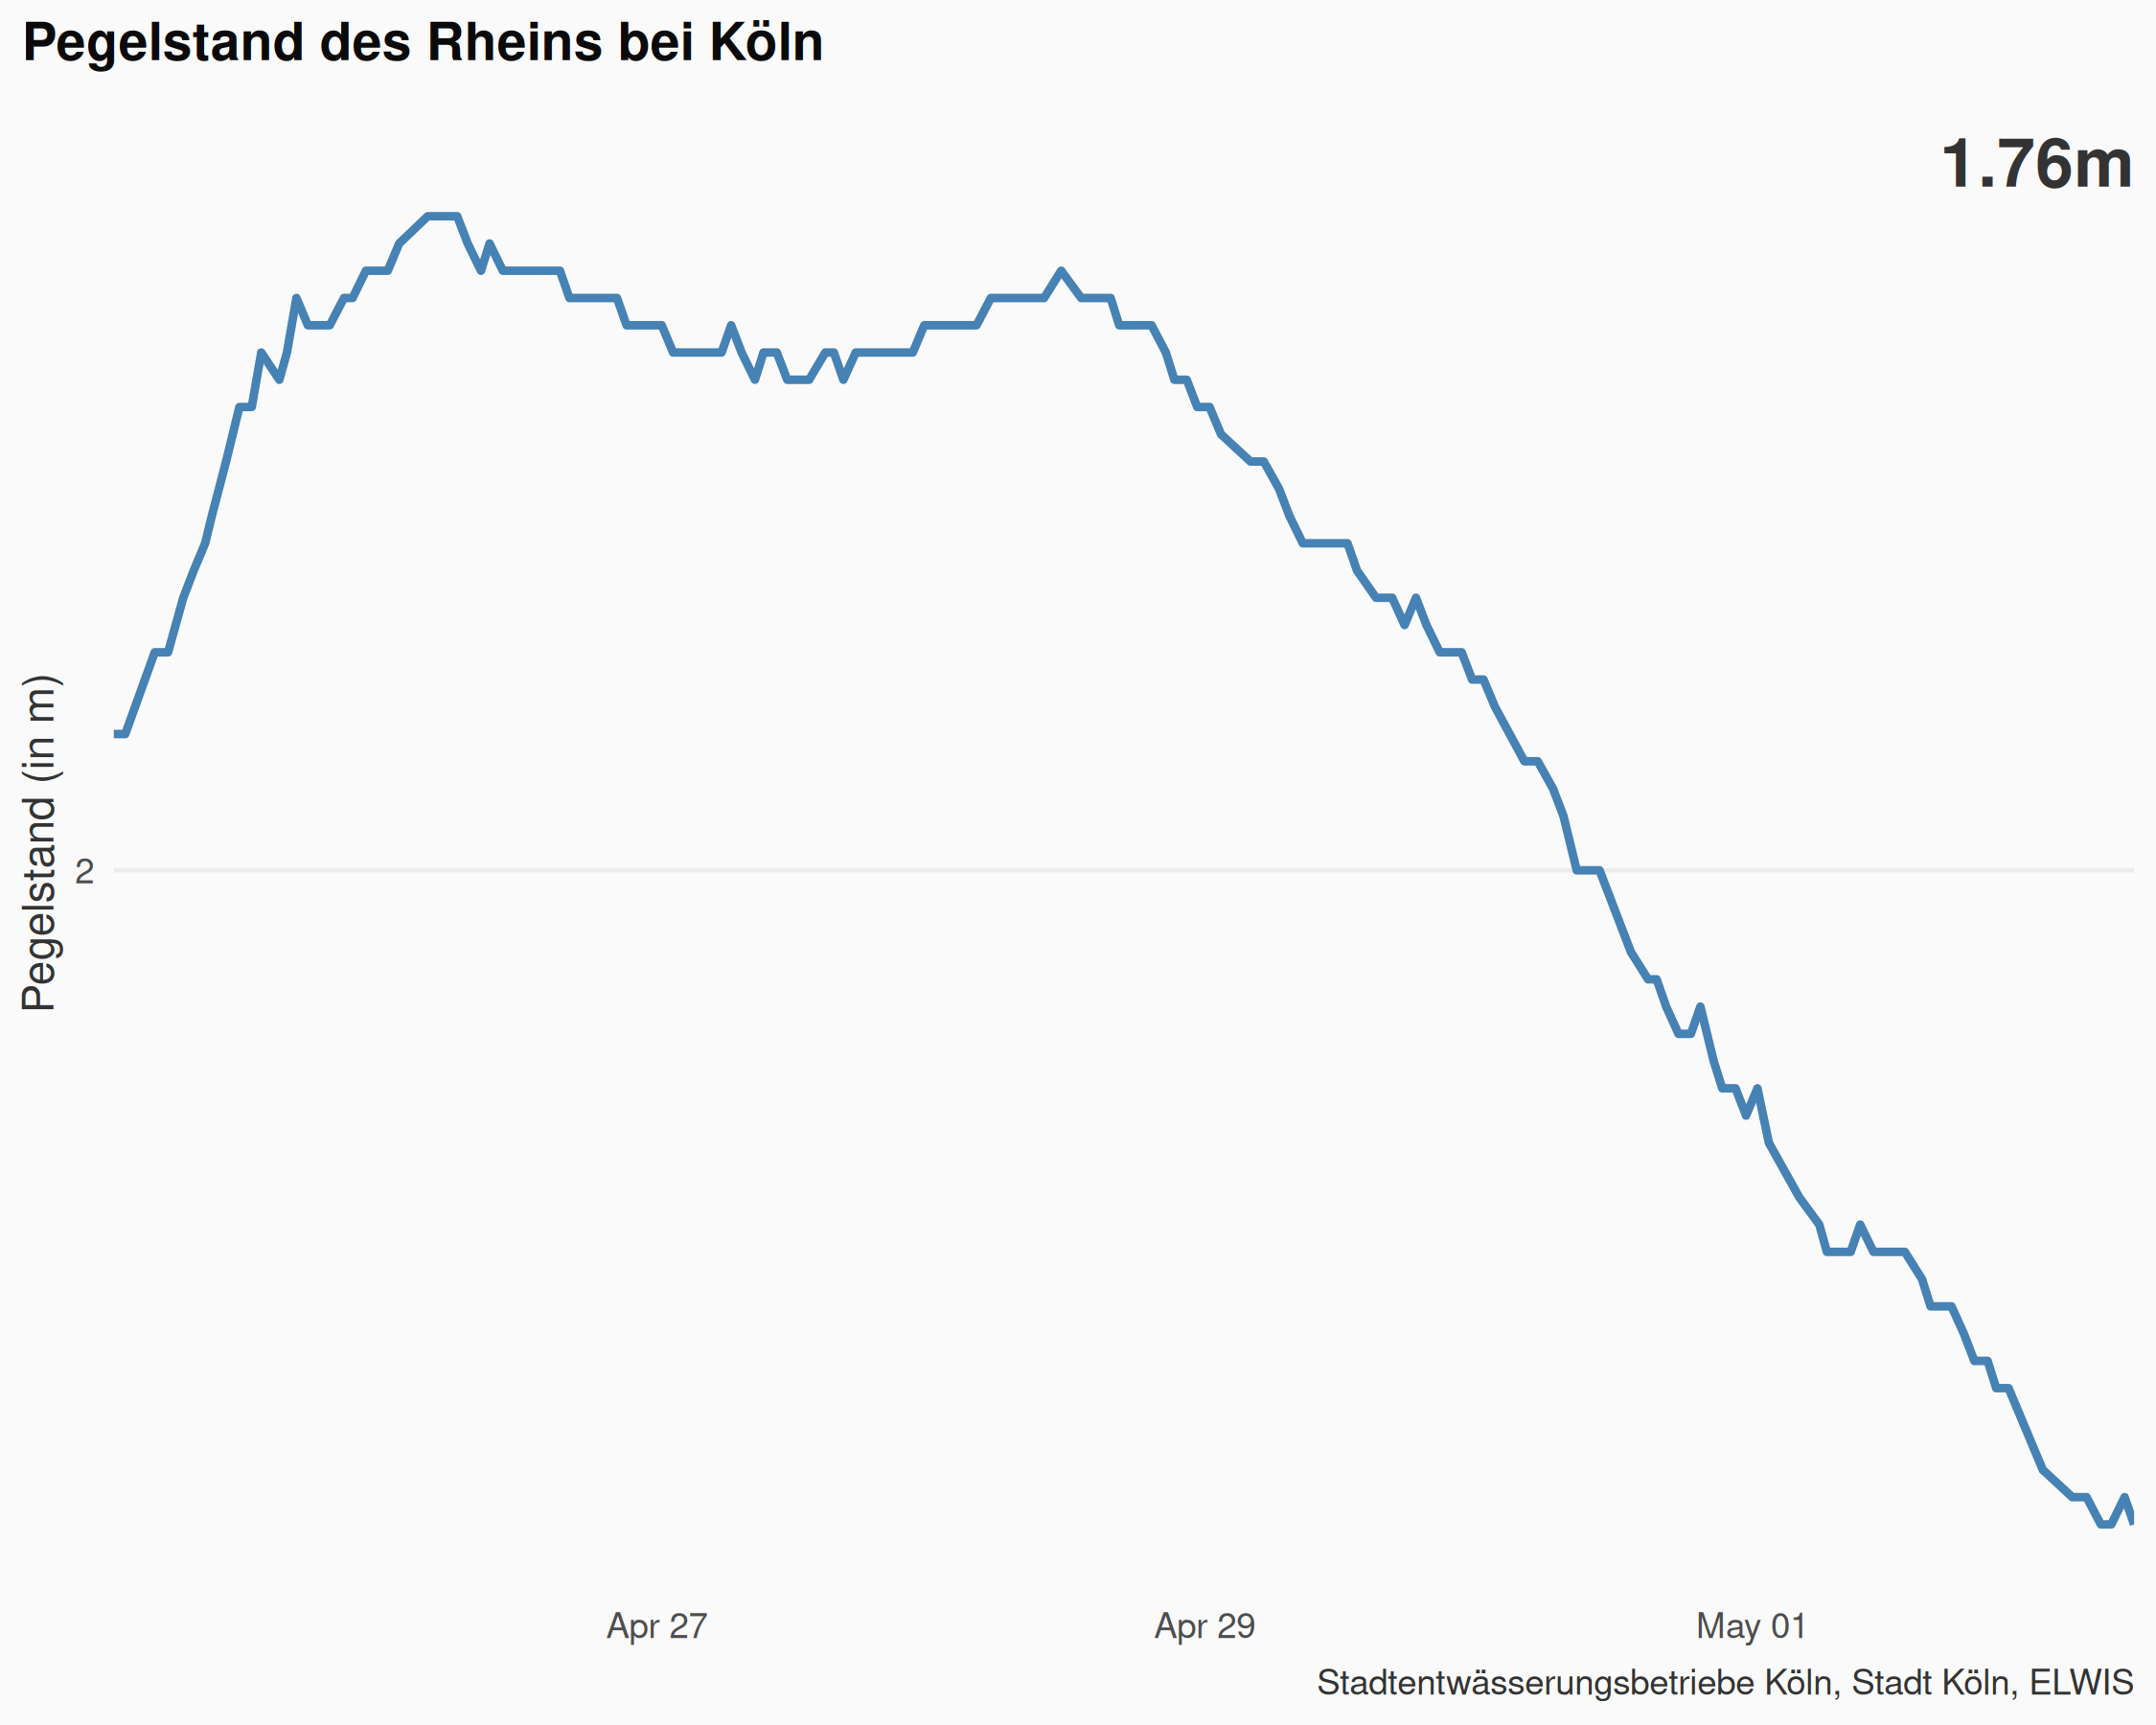 Pegelstand des Rheins bei Köln
1.76m
Pegelstand (in m)
2
Apr 27
Apr 29
May 01
Stadtentwässerungsbetriebe Köln, Stadt Köln, ELWIS